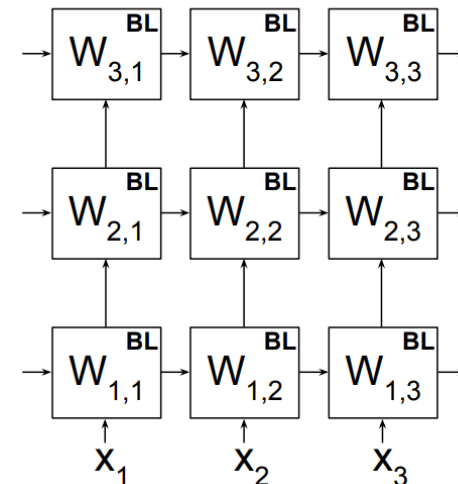 BL BL BL
W3,1 W3,2 W3,3
BL BL BL
W2,1 W2,2 W2,3
BL BL BL
W1,1 W1,2 W1,3
x1 x2 x3